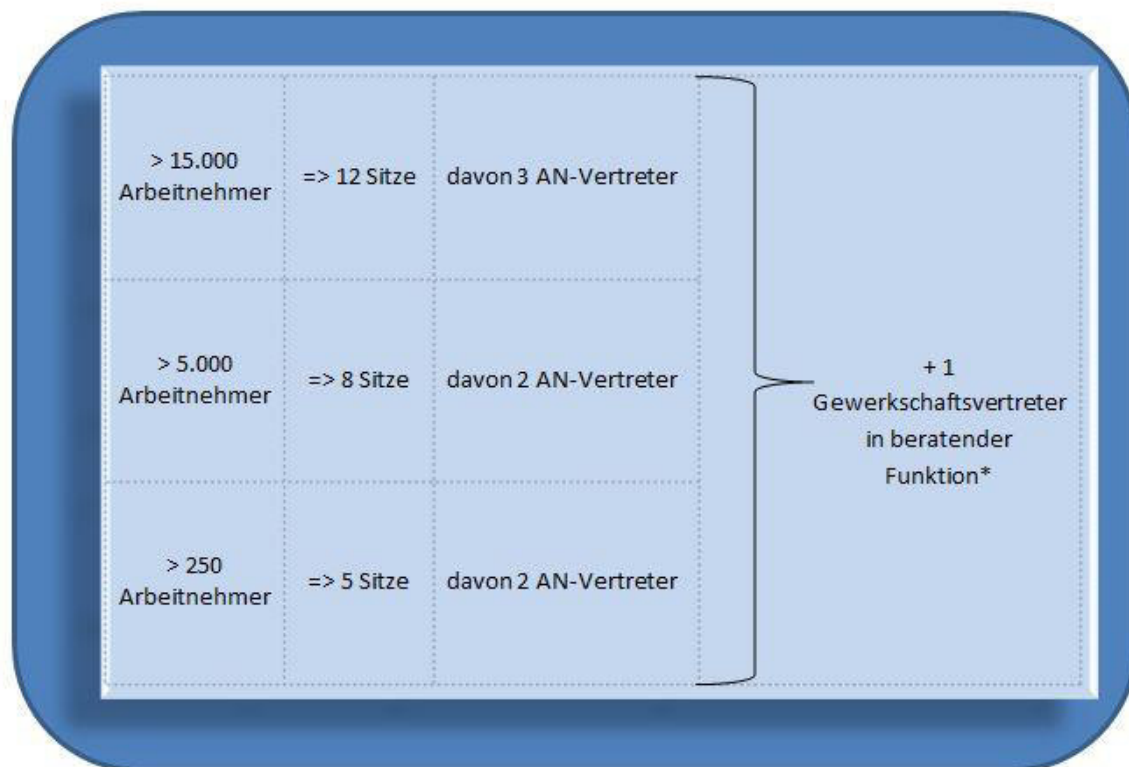 > 15.000
Arbeitnehmer
=> 12 Sitze
davon 3 AN-Vertreter
> 5.000
Arbeitnehmer
=> 8 Sitze
davon 2 AN-Vertreter
+ 1
Gewerkschaftsvertreter
in beratender
Funktion*
> 250
Arbeitnehmer
=> 5 Sitze
davon 2 AN-Vertreter